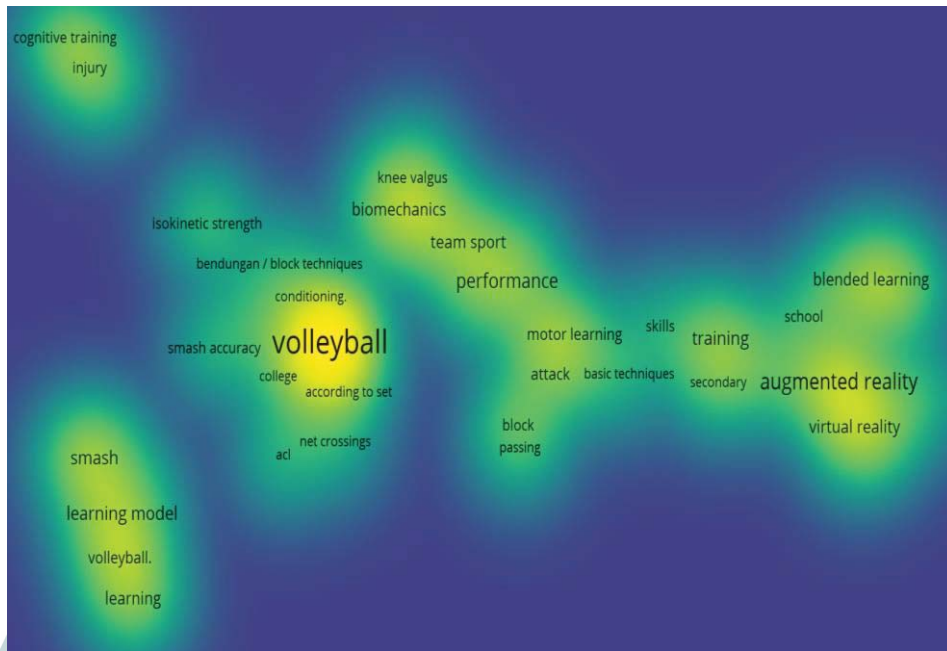 cognitive training
injury
knee valgus
biomechanics
isokinetic strength
team sport
bendungan / block techniques
performance
blended learning
conditioning.
school
skills
motor learning
training
volleyball
smash accuracy
college
attack
basic techniques
secondary
augmented reality
according to set
block
passing
virtual reality
net crossings
acl
smash
learning model
volleyball.
learning